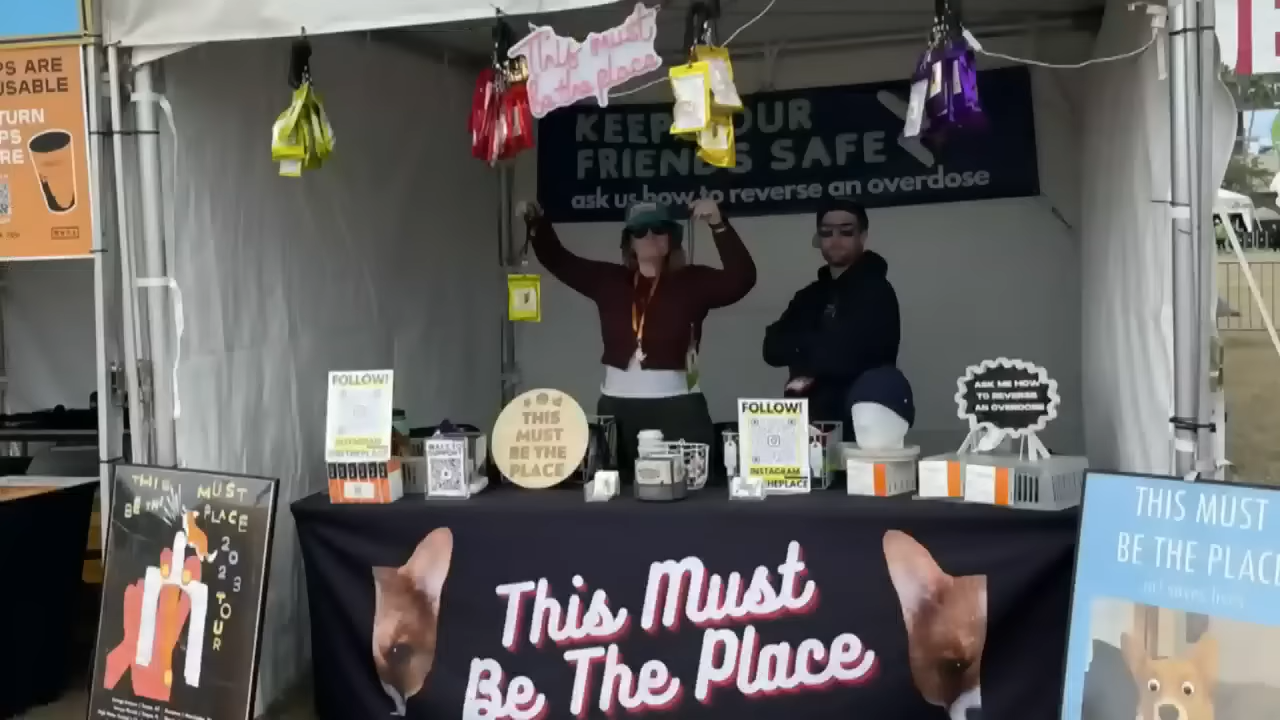 PS ARE
USABLE
TURN
PS
RE
This must
be the place
KEEP YOUR
FRIENDS SAFE
ask us how to reverse an overdose
FOLLOW!
INSTAGRAM
THIS
MUST
BE THE
PLACE
FOLLOW!
INSTAGRAM
ASK ME HOW
TO REVERSE
AN OVERDOSE
THIS MUST
BE THE PLACE
2023
TOUR
This Must
Be The Place
THIS MUST
BE THE PLACE